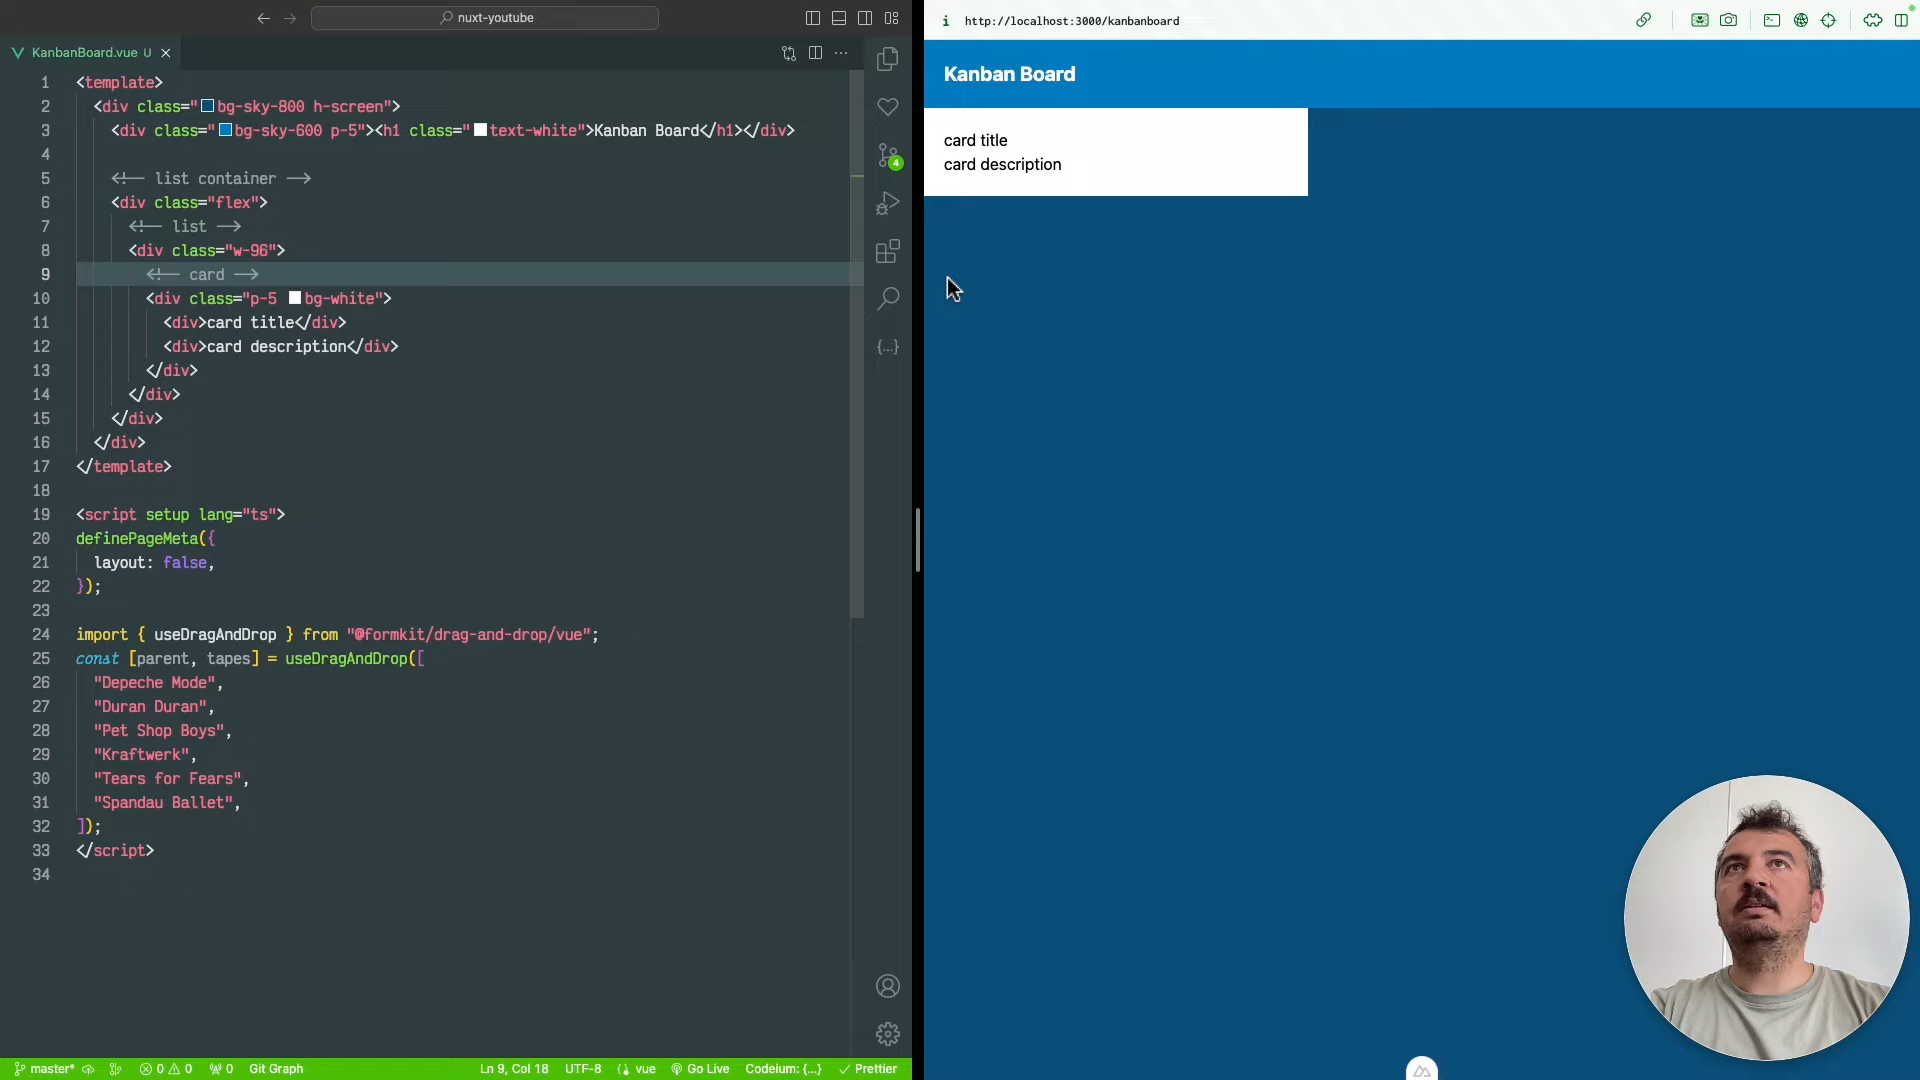 nuxt-youtube
KanbanBoard.vue U
1 <template>
2 <div class="bg-sky-800 h-screen">
3 <div class="bg-sky-600 p-5"><h1 class="text-white">Kanban Board</h1></div>
4
5 <!-- list container -->
6 <div class="flex">
7 <!-- list -->
8 <div class="w-96">
9 <!-- card -->
10 <div class="p-5 bg-white">
11 <div>card title</div>
12 <div>card description</div>
13 </div>
14 </div>
15 </div>
16 </div>
17 </template>
18
19 <script setup lang="ts">
20 definePageMeta({
21 layout: false,
22 });
23
24 import { useDragAndDrop } from "@formkit/drag-and-drop/vue";
25 const [parent, tapes] = useDragAndDrop([
26 "Depeche Mode",
27 "Duran Duran",
28 "Pet Shop Boys",
29 "Kraftwerk",
30 "Tears for Fears",
31 "Spandau Ballet",
32 ]);
33 </script>
34
4
{...}
master* 0 0 0 Git Graph Ln 9, Col 18 UTF-8 vue Go Live Codeium: {...} Prettier
http://localhost:3000/kanbanboard
Kanban Board
card title
card description